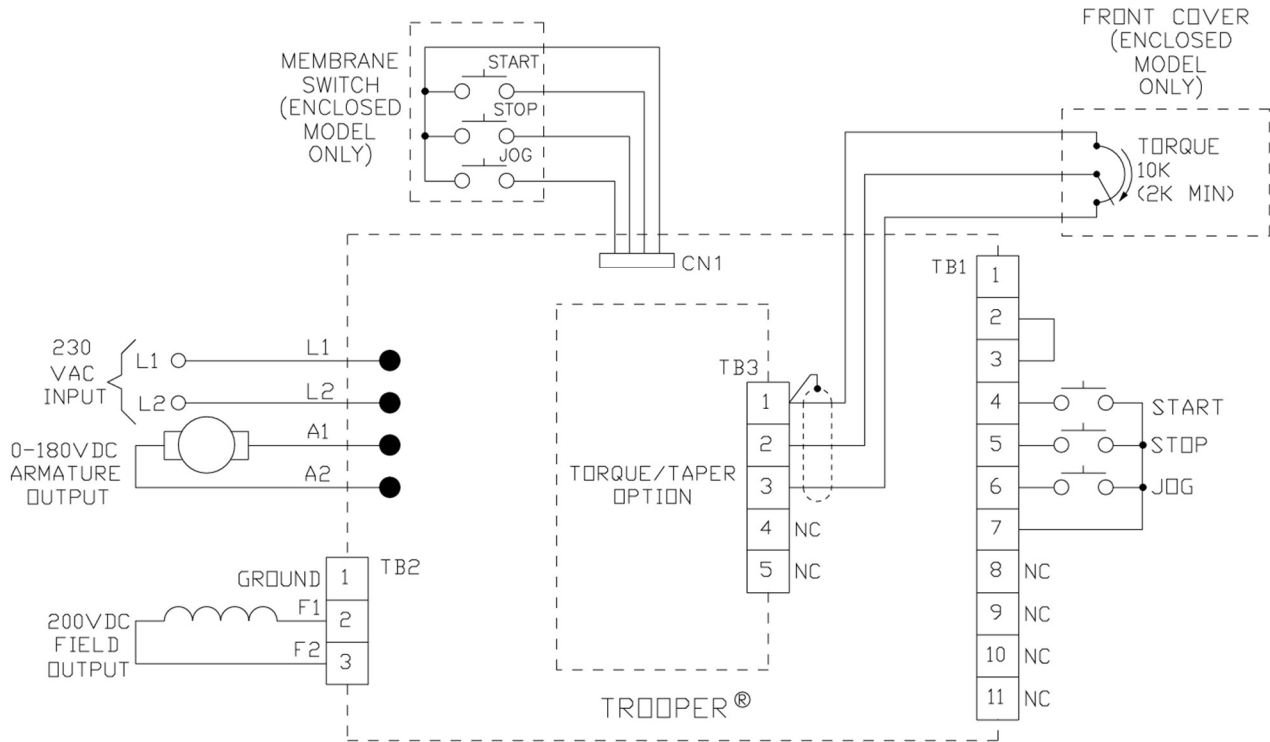 FRONT COVER
(ENCLOSED
MODEL
ONLY)
MEMBRANE
SWITCH
(ENCLOSED
MODEL
ONLY)
START
STOP
JOG
TORQUE
10K
(2K MIN)
CN1
TB1
1
2
3
4
5
6
7
8 NC
9 NC
10 NC
11 NC
START
STOP
JOG
230
VAC
INPUT
L1
L2
L1
L2
A1
A2
0-180VDC
ARMATURE
OUTPUT
TB3
1
2
3
4 NC
5 NC
TORQUE/TAPER
OPTION
TB2
GROUND 1
F1 2
F2 3
200VDC
FIELD
OUTPUT
TROOPER®